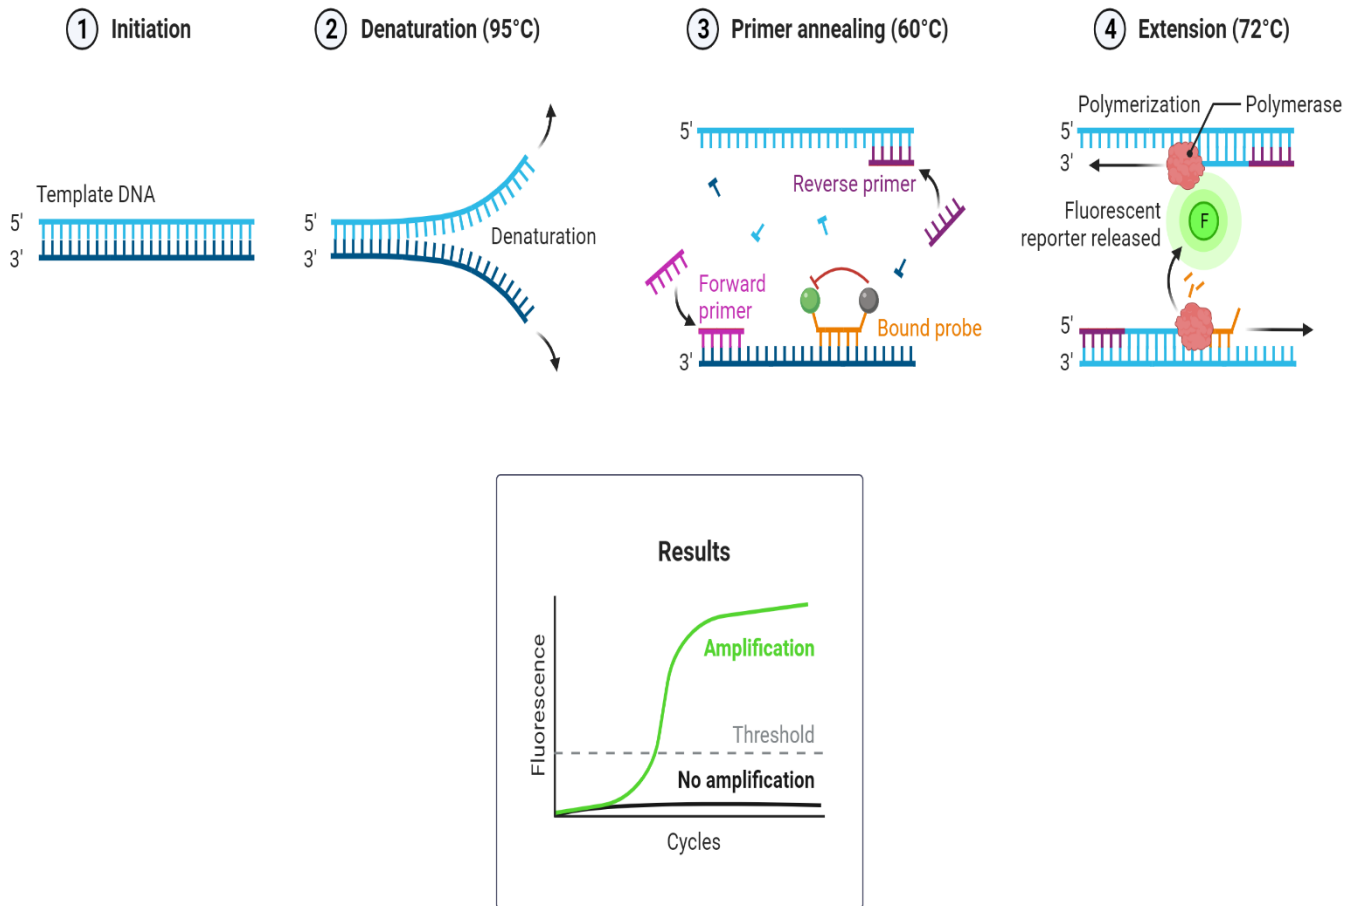 1 Initiation
Template DNA
5'
3'
2 Denaturation (95°C)
5'
3'
Denaturation
3 Primer annealing (60°C)
5'
Reverse primer
Forward
primer
Bound probe
3'
4 Extension (72°C)
Polymerization
Polymerase
5'
3'
Fluorescent
reporter released
F
5'
3'
Results
Fluorescence
Amplification
Threshold
No amplification
Cycles